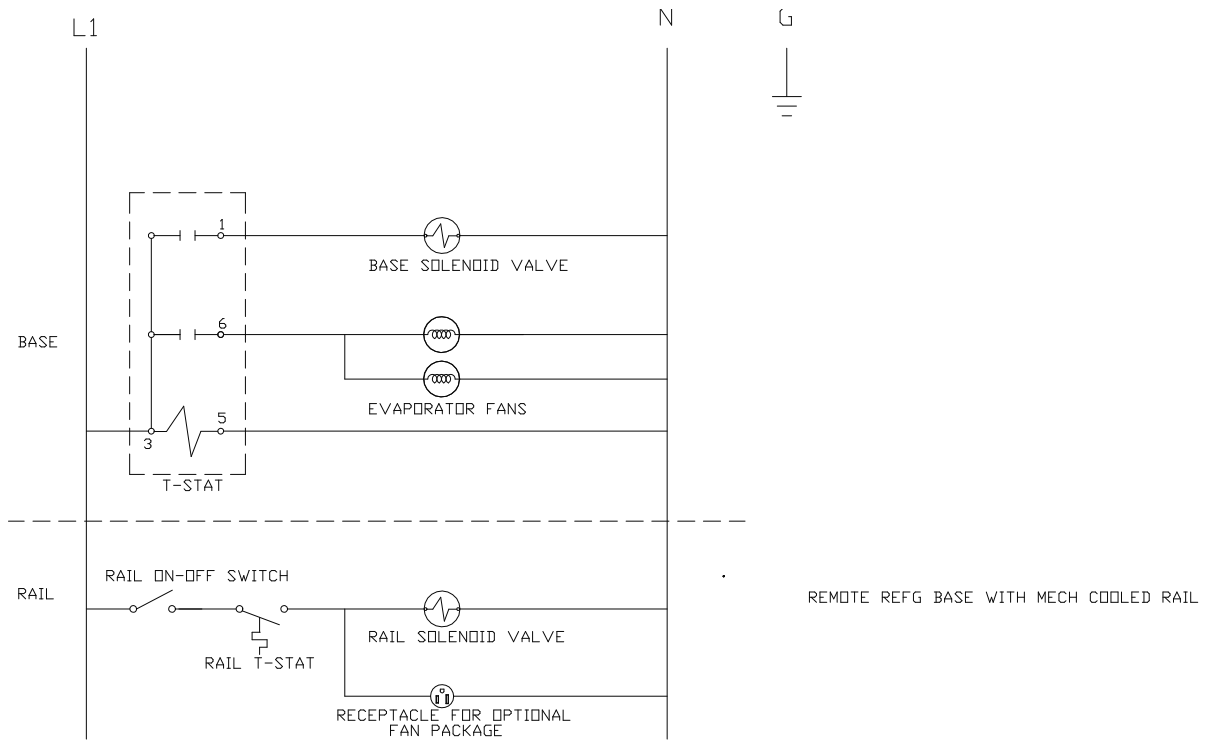 L1
N
G
1
BASE SOLENOID VALVE
6
BASE
EVAPORATOR FANS
5
3
T-STAT
RAIL ON-OFF SWITCH
RAIL
REMOTE REFG BASE WITH MECH COOLED RAIL
RAIL SOLENOID VALVE
RAIL T-STAT
RECEPTACLE FOR OPTIONAL
FAN PACKAGE